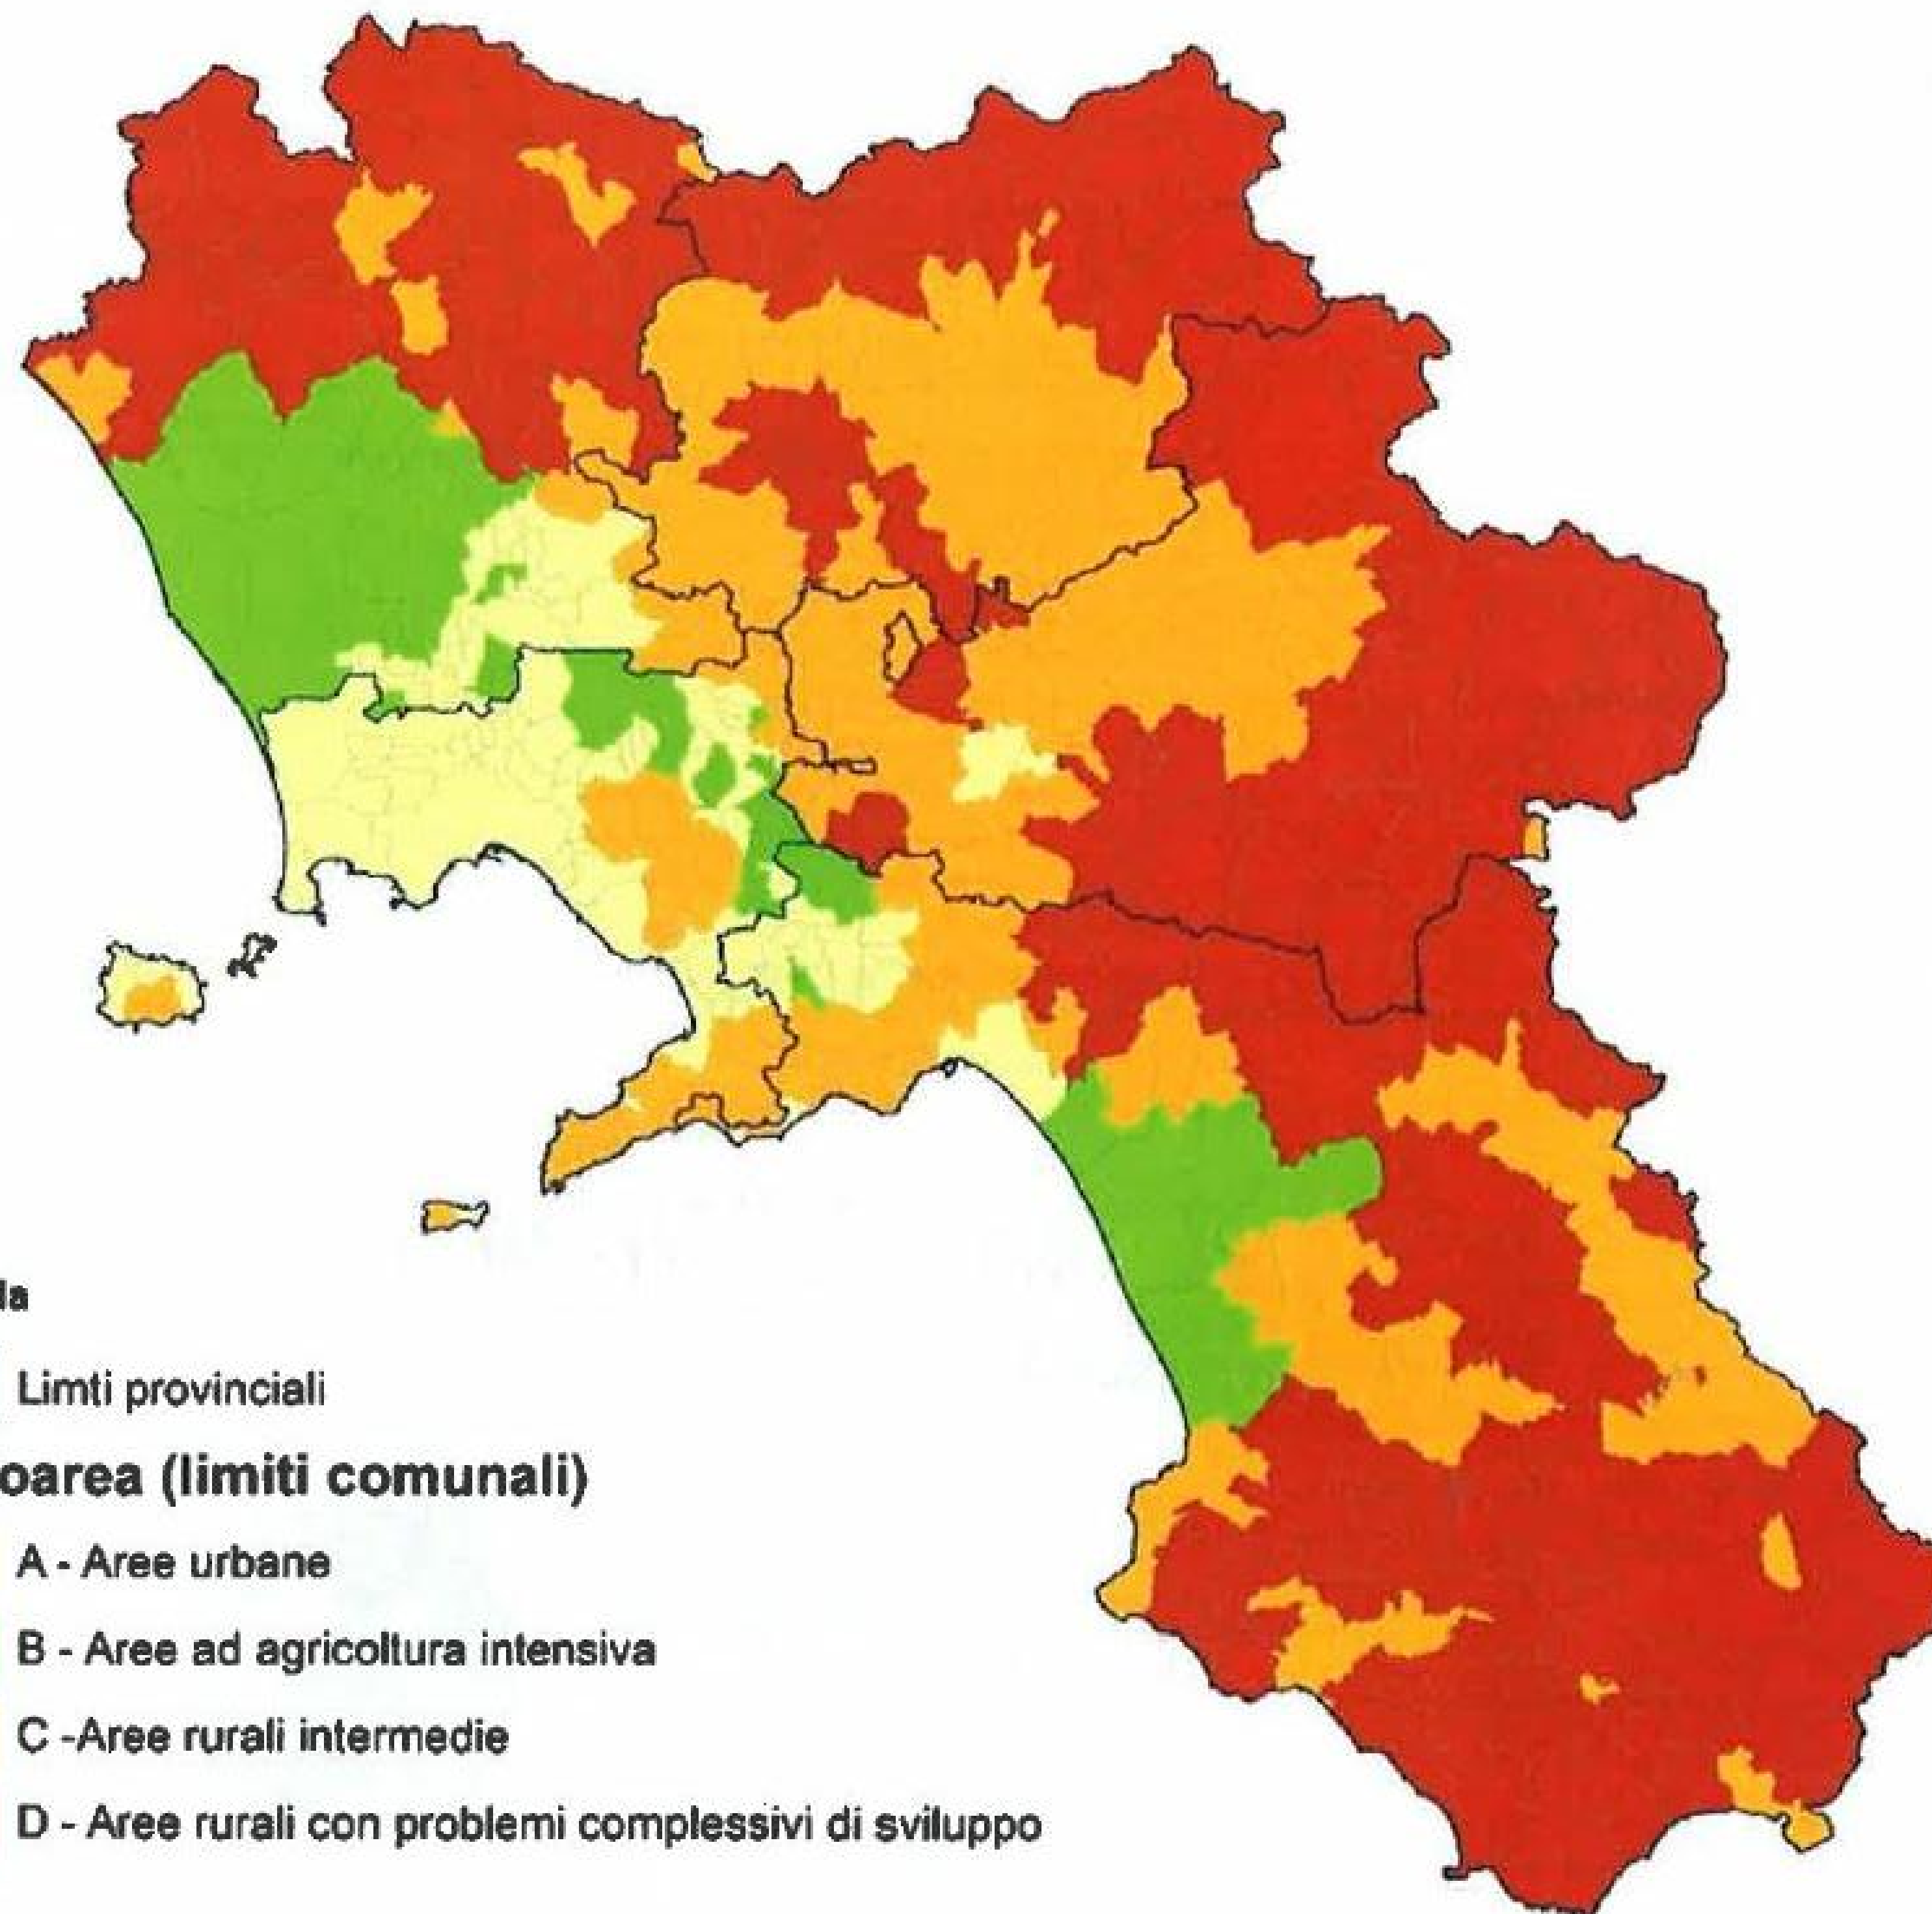 la
Limti provinciali
oarea (limiti comunali)
A - Aree urbane
B - Aree ad agricoltura intensiva
C -Aree rurali intermedie
D - Aree rurali con problemi complessivi di sviluppo